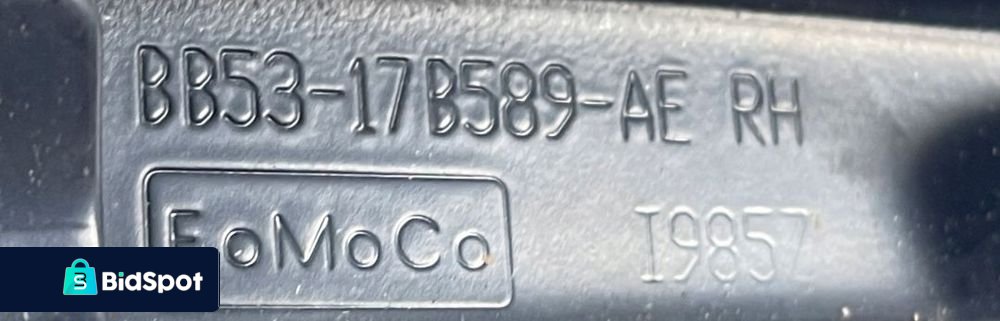 BB53-17B589-AE RH
FoMoCo
I9857
BidSpot